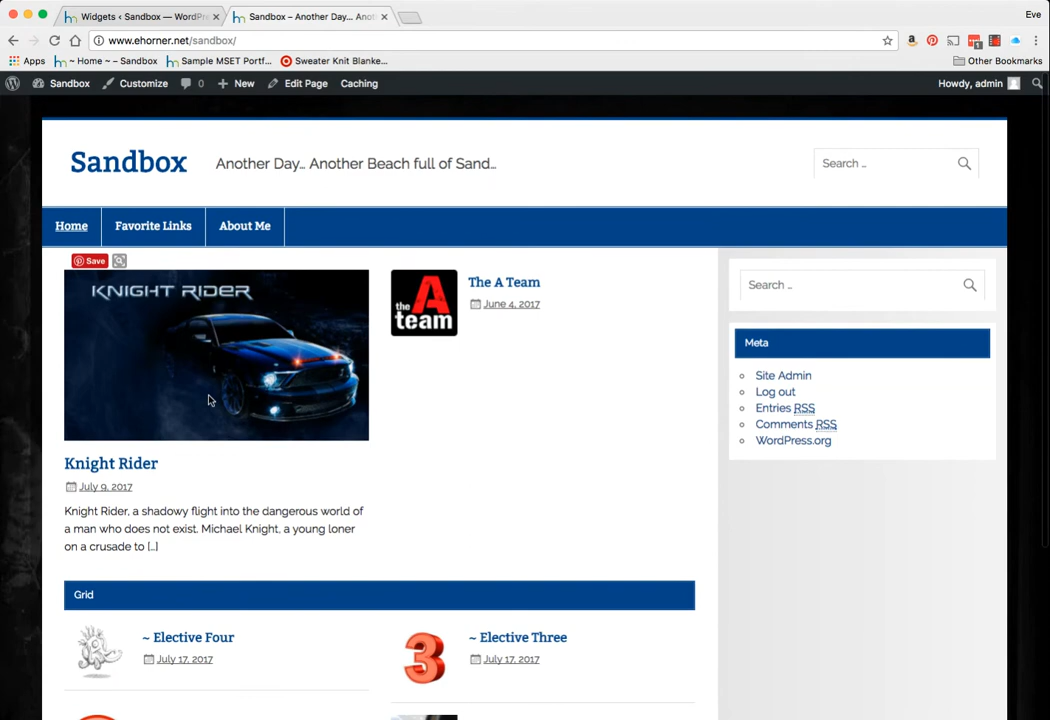 Widgets ‹ Sandbox — WordPre
Sandbox – Another Day... Anot
Eve
www.ehorner.net/sandbox/
1
Apps
~ Home ~ – Sandbox
Sample MSET Portf...
Sweater Knit Blanke...
Other Bookmarks
Sandbox
Customize
0
New
Edit Page
Caching
Howdy, admin
Sandbox
Another Day… Another Beach full of Sand…
Search …
Home
Favorite Links
About Me
Save
KNIGHT RIDER
the A team
The A Team
June 4, 2017
Search …
Meta
Site Admin
Log out
Entries RSS
Comments RSS
WordPress.org
Knight Rider
July 9, 2017
Knight Rider, a shadowy flight into the dangerous world of
a man who does not exist. Michael Knight, a young loner
on a crusade to […]
Grid
~ Elective Four
July 17, 2017
3
~ Elective Three
July 17, 2017